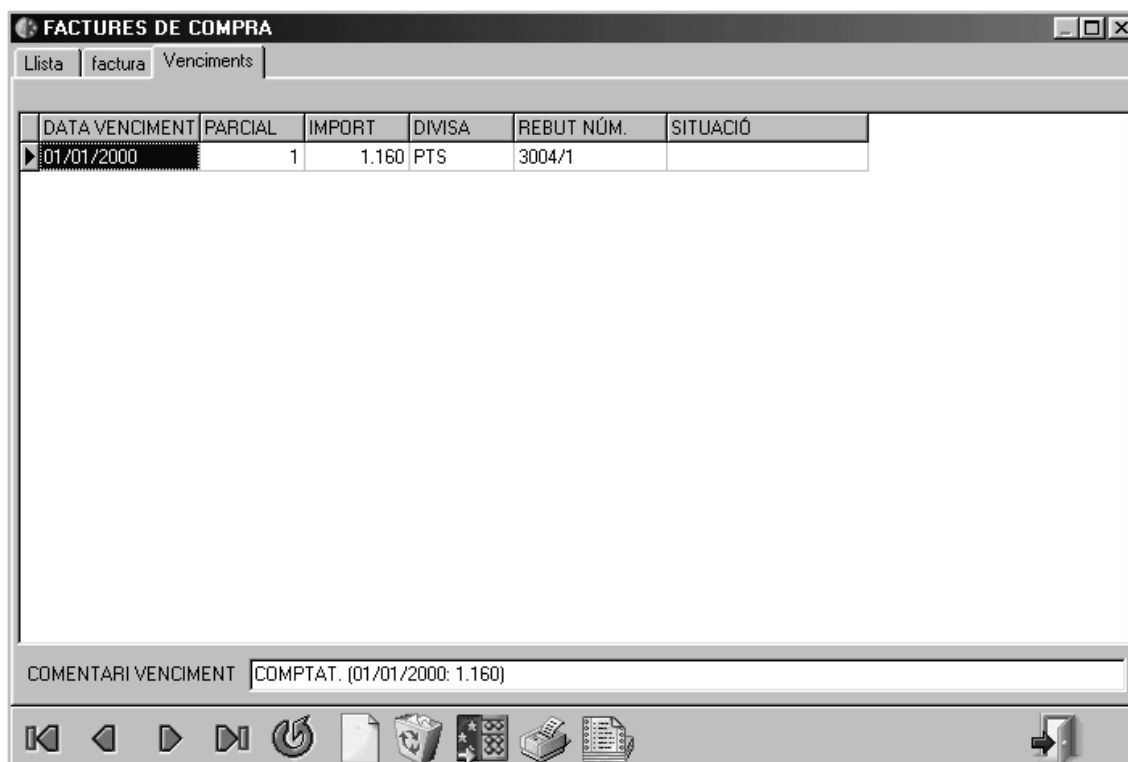 FACTURES DE COMPRA
Llista factura Venciments
DATA VENCIMENT PARCIAL IMPORT DIVISA REBUT NÚM. SITUACIÓ
01/01/2000 1 1.160 PTS 3004/1
COMENTARI VENCIMENT COMPTAT. (01/01/2000: 1.160)